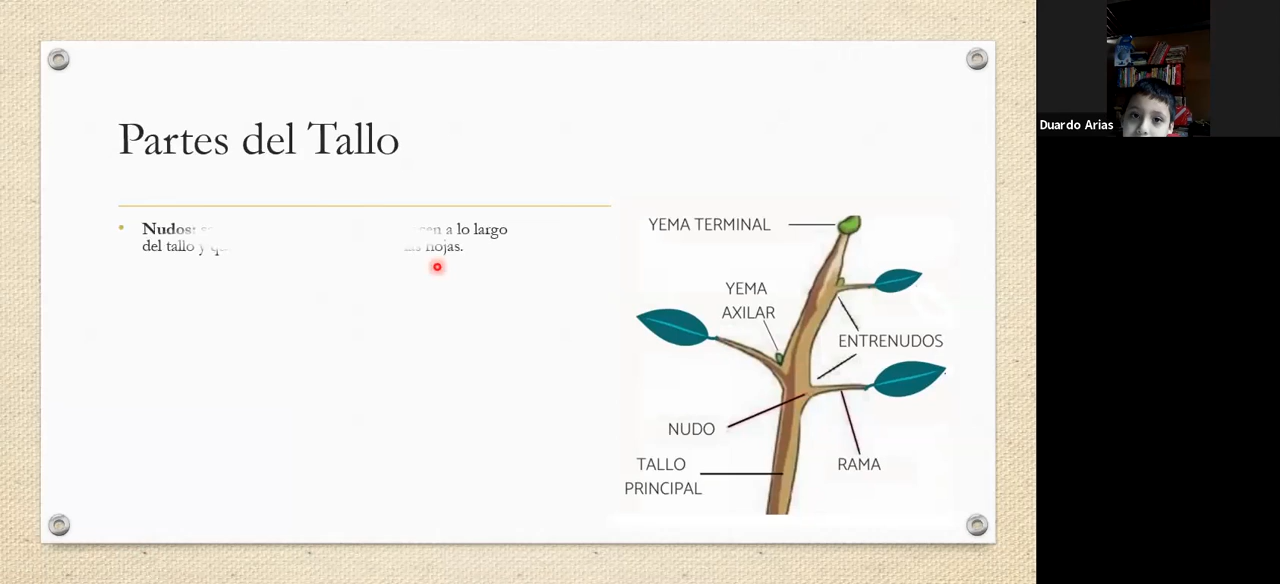 Partes del Tallo
Nudos:
a lo largo
del tallo y
hojas.
YEMA TERMINAL
YEMA
AXILAR
ENTRENUDOS
NUDO
TALLO
PRINCIPAL
RAMA
Duardo Arias